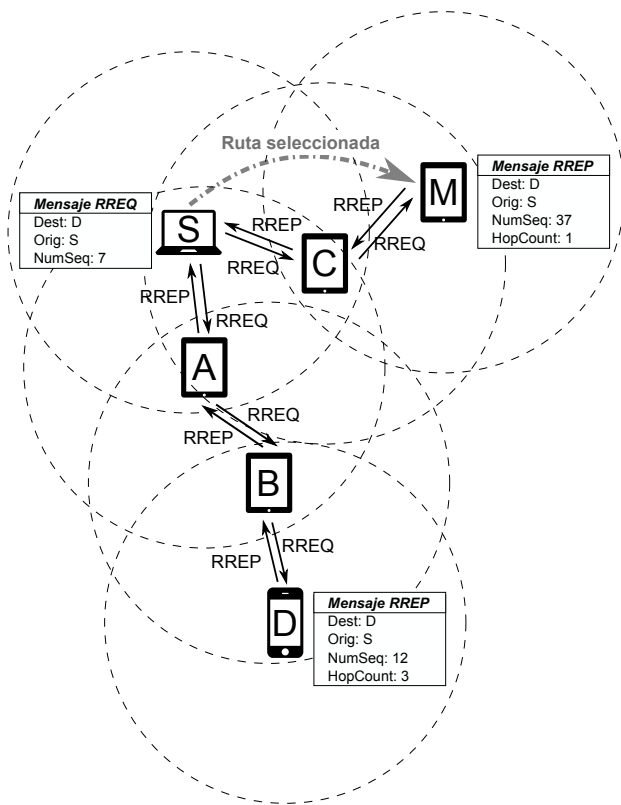 Ruta seleccionada
M
Mensaje RREP
Dest: D
Orig: S
NumSeq: 37
HopCount: 1
Mensaje RREQ
Dest: D
Orig: S
NumSeq: 7
S
RREP
RREQ
C
RREP
RREQ
RREP
RREQ
A
RREQ
RREP
B
RREP
RREQ
D
Mensaje RREP
Dest: D
Orig: S
NumSeq: 12
HopCount: 3